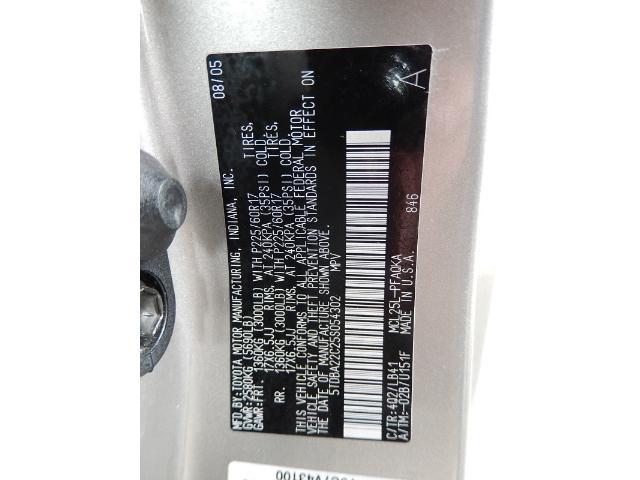 MFD.BY:TOYOTA MOTOR MANUFACTURING, INDIANA, INC. 08/05
GVWR:2580KG(5690LB)
GAWR:FRT. 1360KG (3000LB) WITH P225/60R17 TIRES,
17X6.5JJ RIMS, AT 240KPA (35PSI) COLD.
RR. 1360KG (3000LB) WITH P225/60R17 TIRES,
17X6.5JJ RIMS, AT 240KPA (35PSI) COLD.
THIS VEHICLE CONFORMS TO ALL APPLICABLE FEDERAL MOTOR
VEHICLE SAFETY AND THEFT PREVENTION STANDARDS IN EFFECT ON
THE DATE OF MANUFACTURE SHOWN ABOVE.
5TDBA22C25S054302 MPV
A
846
C/TR:4Q2/LB41 MCL25L-PFAQKA
A/TM:-02B/U151F MADE IN U.S.A.